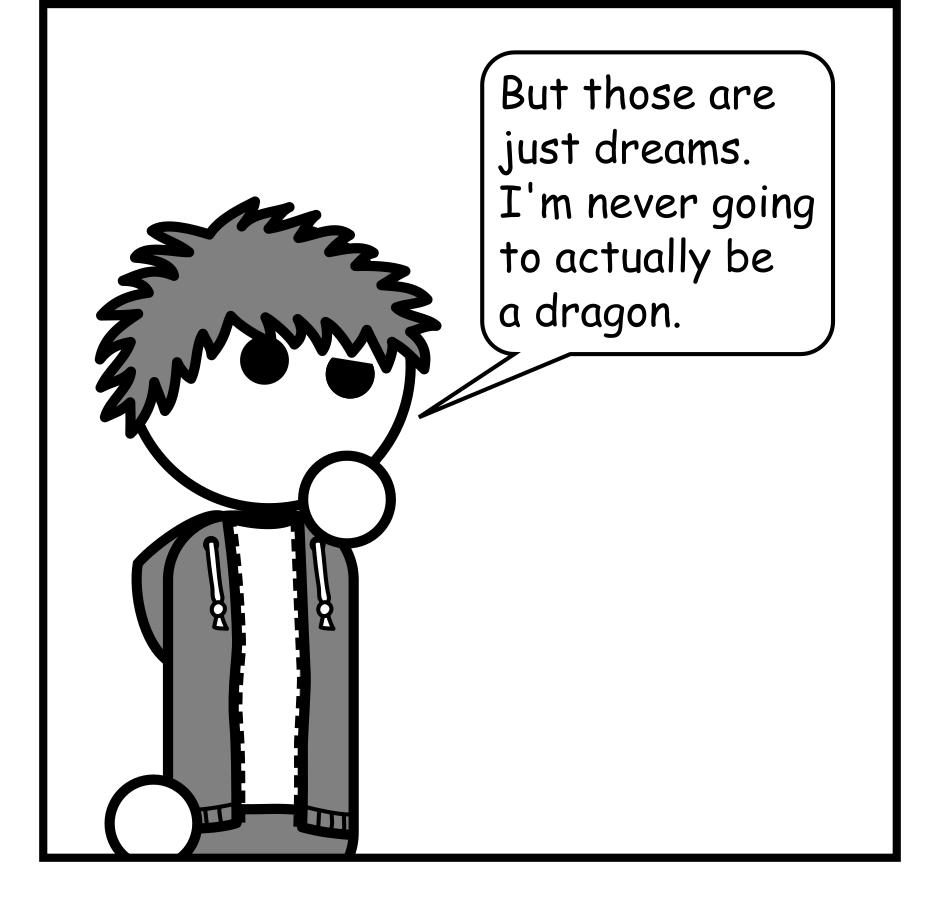 But those are
just dreams.
I'm never going
to actually be
a dragon.